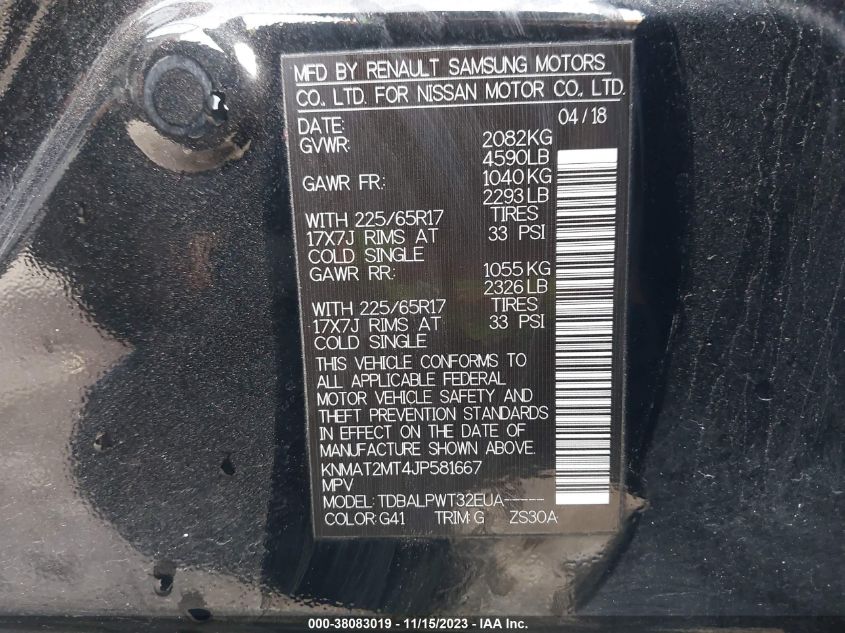 MFD BY RENAULT SAMSUNG MOTORS
CO., LTD. FOR NISSAN MOTOR CO., LTD.
DATE: 04/18
GVWR: 2082KG
4590LB
GAWR FR: 1040KG
2293LB
WITH 225/65R17 TIRES
17X7J RIMS AT 33 PSI
COLD SINGLE
GAWR RR: 1055KG
2326LB
WITH 225/65R17 TIRES
17X7J RIMS AT 33 PSI
COLD SINGLE
THIS VEHICLE CONFORMS TO
ALL APPLICABLE FEDERAL
MOTOR VEHICLE SAFETY AND
THEFT PREVENTION STANDARDS
IN EFFECT ON THE DATE OF
MANUFACTURE SHOWN ABOVE.
KNMAT2MT4JP581667
MPV
MODEL: TDBALPWT32EUA-----
COLOR: G41 TRIM: G ZS30A
000-38083019 - 11/15/2023 - IAA Inc.